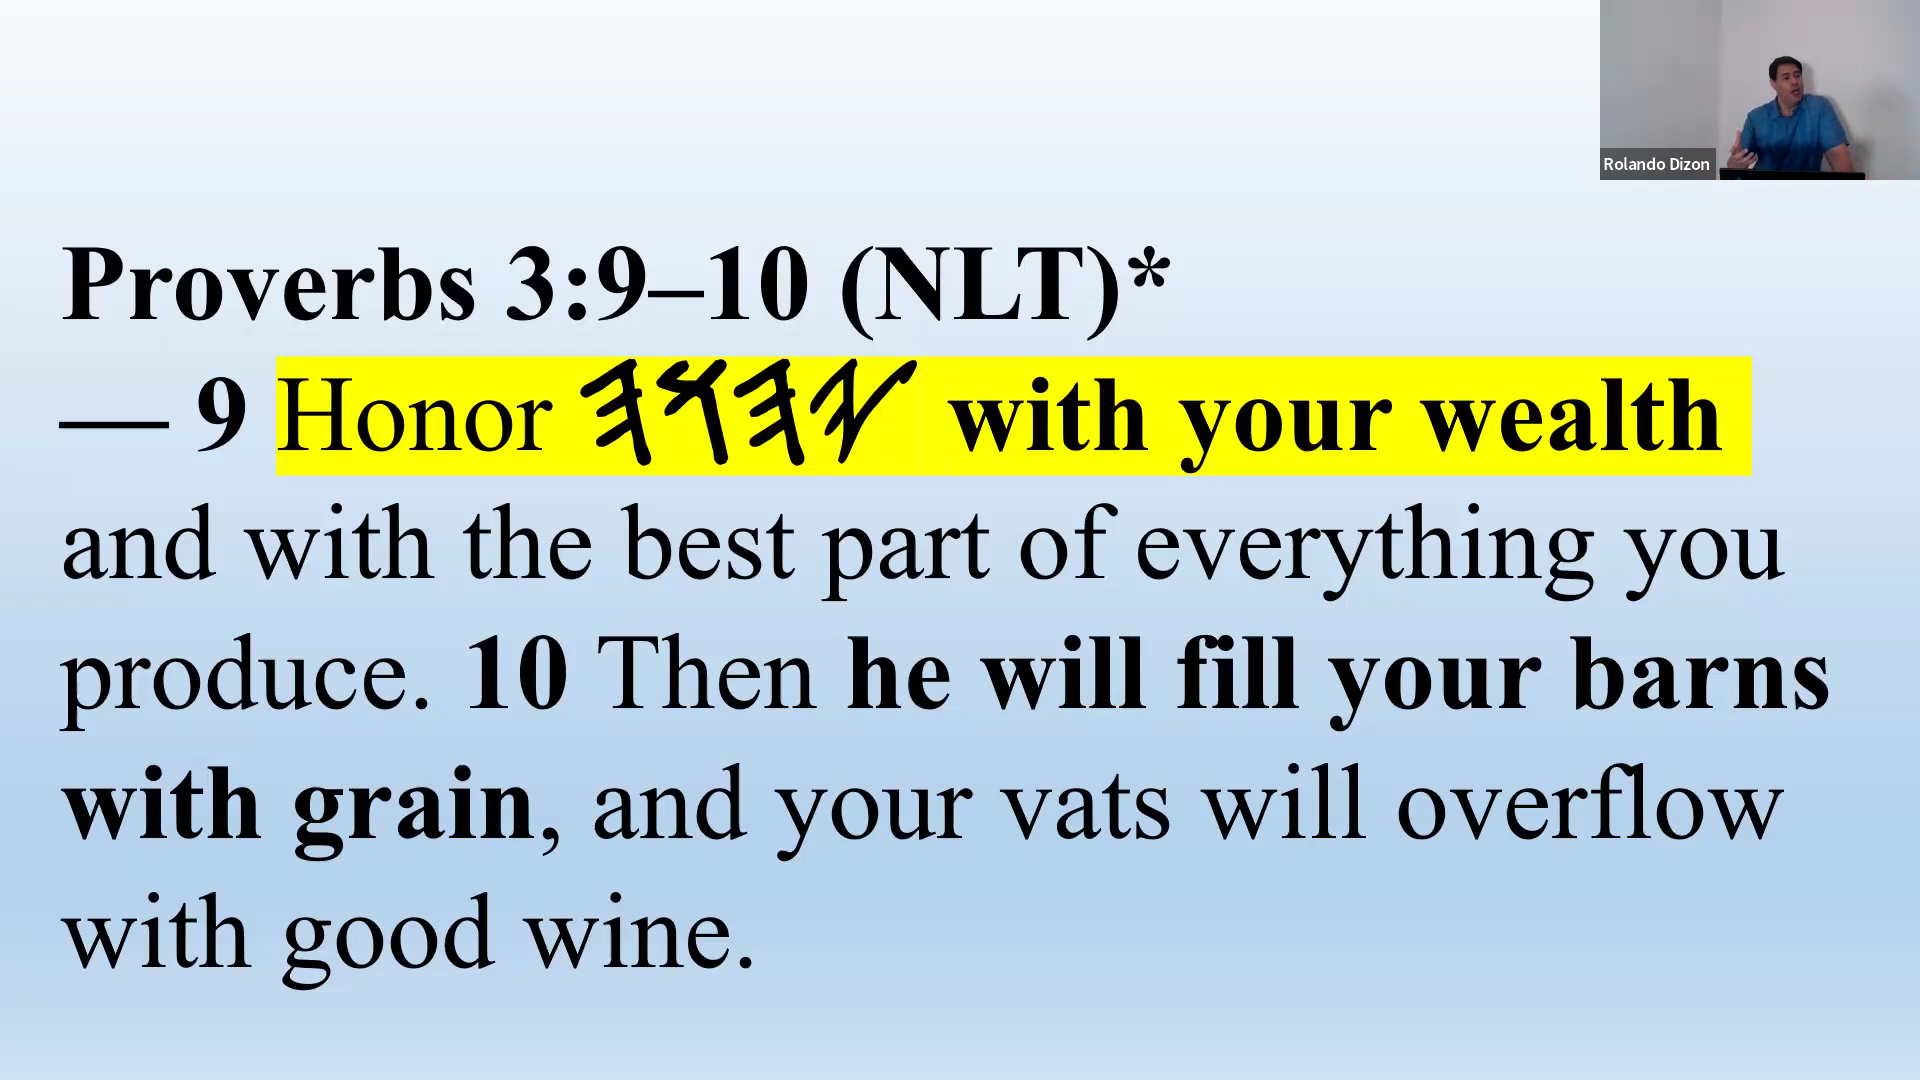 Rolando Dizon
Proverbs 3:9–10 (NLT)*
— 9 Honor 𐤉𐤄𐤅𐤄 with your wealth
and with the best part of everything you
produce. 10 Then he will fill your barns
with grain, and your vats will overflow
with good wine.